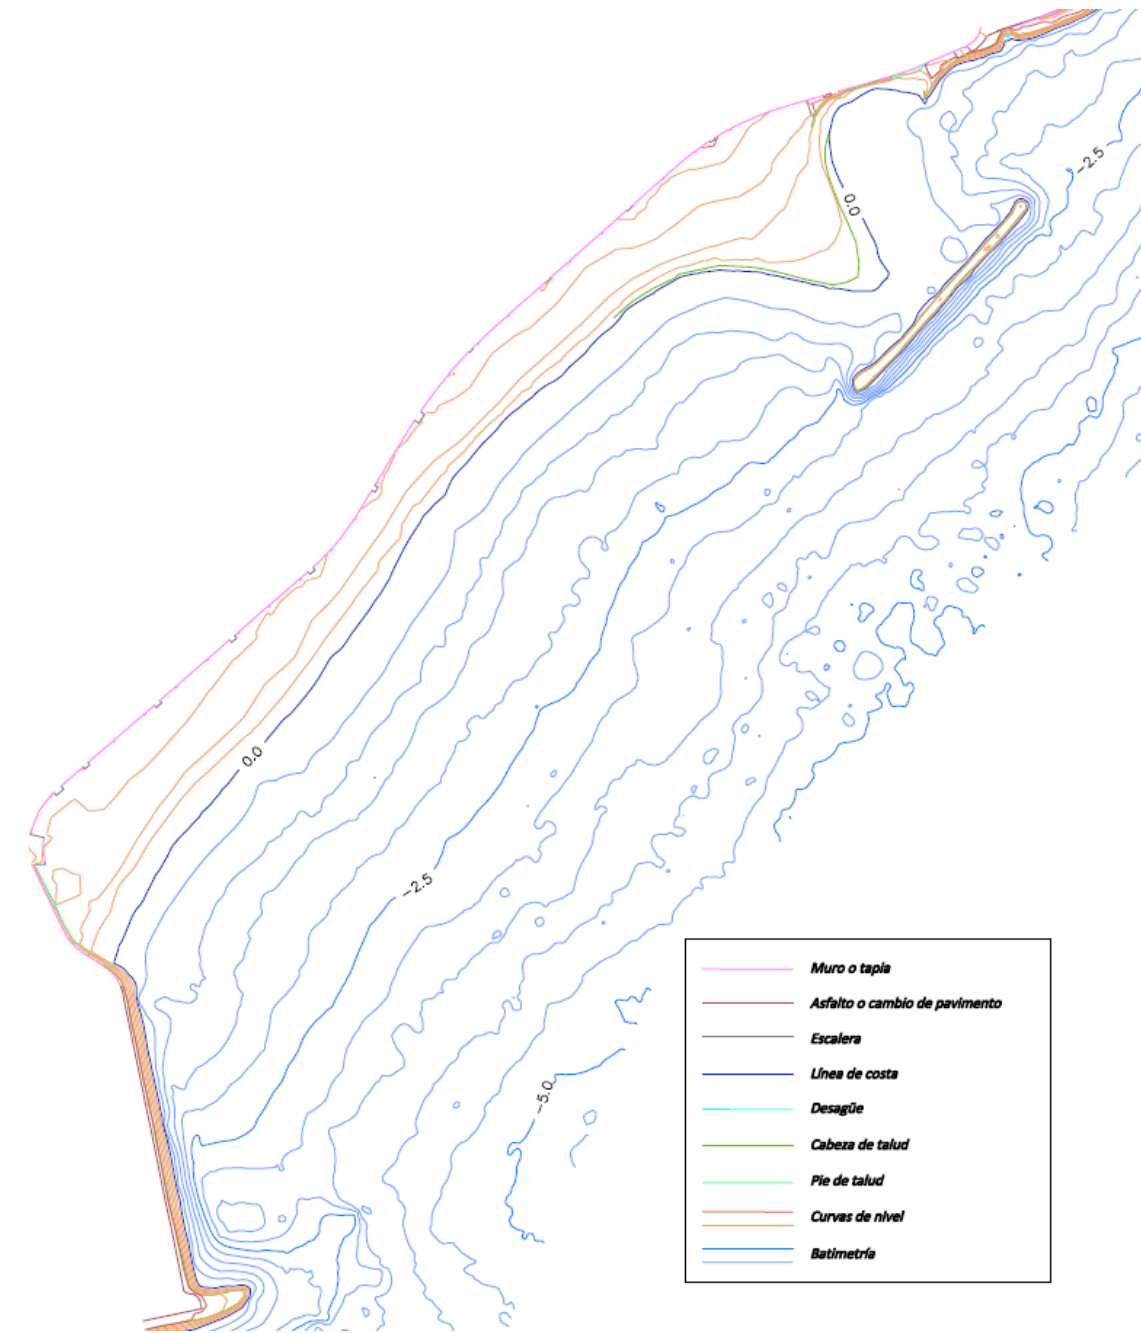 −2.5
0.0
0.0
−2.5
−5.0
Muro o tapia
Asfalto o cambio de pavimento
Escalera
Línea de costa
Desagüe
Cabeza de talud
Pie de talud
Curvas de nivel
Batimetría